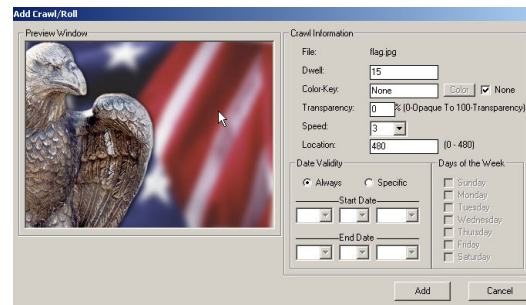 Add Crawl/Roll
Preview Window
Crawl Information
File: flag.jpg
Dwell: 15
Color-Key: None Color None
Transparency: 0 % (0-Opaque To 100-Transparency)
Speed: 3
Location: 480 (0 - 480)
Date Validity
Always Specific
Start Date
End Date
Days of the Week
Sunday
Monday
Tuesday
Wednesday
Thursday
Friday
Saturday
Add Cancel